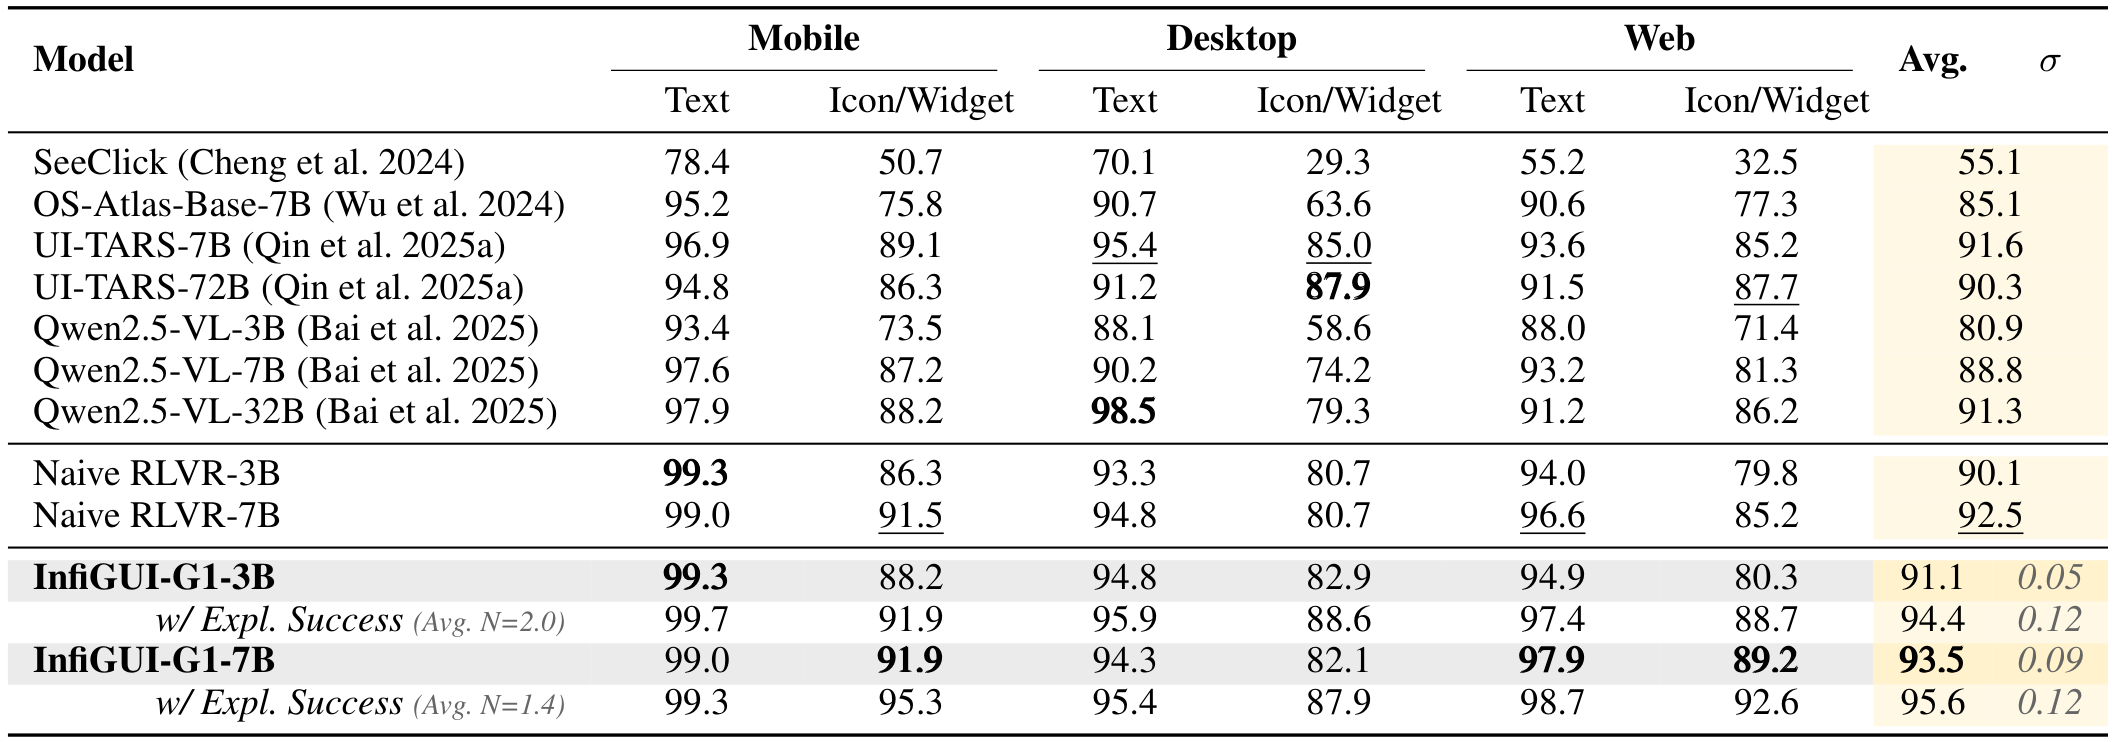 Model Mobile Desktop Web Avg. σ
Text Icon/Widget Text Icon/Widget Text Icon/Widget
SeeClick (Cheng et al. 2024) 78.4 50.7 70.1 29.3 55.2 32.5 55.1
OS-Atlas-Base-7B (Wu et al. 2024) 95.2 75.8 90.7 63.6 90.6 77.3 85.1
UI-TARS-7B (Qin et al. 2025a) 96.9 89.1 95.4 85.0 93.6 85.2 91.6
UI-TARS-72B (Qin et al. 2025a) 94.8 86.3 91.2 87.9 91.5 87.7 90.3
Qwen2.5-VL-3B (Bai et al. 2025) 93.4 73.5 88.1 58.6 88.0 71.4 80.9
Qwen2.5-VL-7B (Bai et al. 2025) 97.6 87.2 90.2 74.2 93.2 81.3 88.8
Qwen2.5-VL-32B (Bai et al. 2025) 97.9 88.2 98.5 79.3 91.2 86.2 91.3
Naive RLVR-3B 99.3 86.3 93.3 80.7 94.0 79.8 90.1
Naive RLVR-7B 99.0 91.5 94.8 80.7 96.6 85.2 92.5
InfiGUI-G1-3B 99.3 88.2 94.8 82.9 94.9 80.3 91.1 0.05
w/ Expl. Success (Avg. N=2.0) 99.7 91.9 95.9 88.6 97.4 88.7 94.4 0.12
InfiGUI-G1-7B 99.0 91.9 94.3 82.1 97.9 89.2 93.5 0.09
w/ Expl. Success (Avg. N=1.4) 99.3 95.3 95.4 87.9 98.7 92.6 95.6 0.12